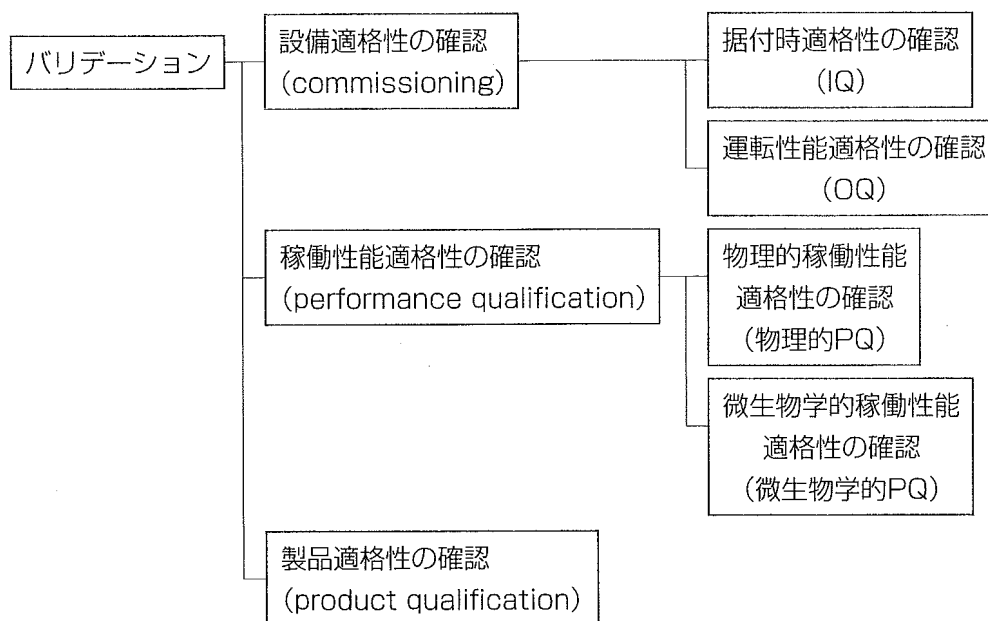 バリデーション
設備適格性の確認
(commissioning)
据付時適格性の確認
(IQ)
運転性能適格性の確認
(OQ)
稼働性能適格性の確認
(performance qualification)
物理的稼働性能
適格性の確認
(物理的PQ)
微生物学的稼働性能
適格性の確認
(微生物学的PQ)
製品適格性の確認
(product qualification)